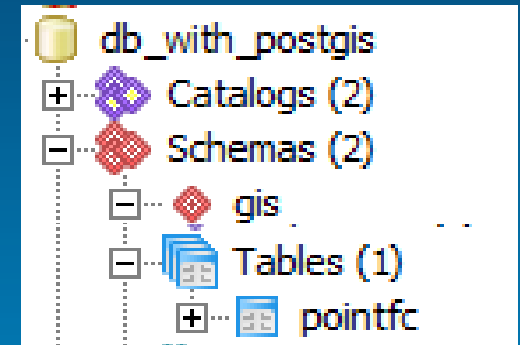 db_with_postgis
Catalogs (2)
Schemas (2)
gis
Tables (1)
pointfc